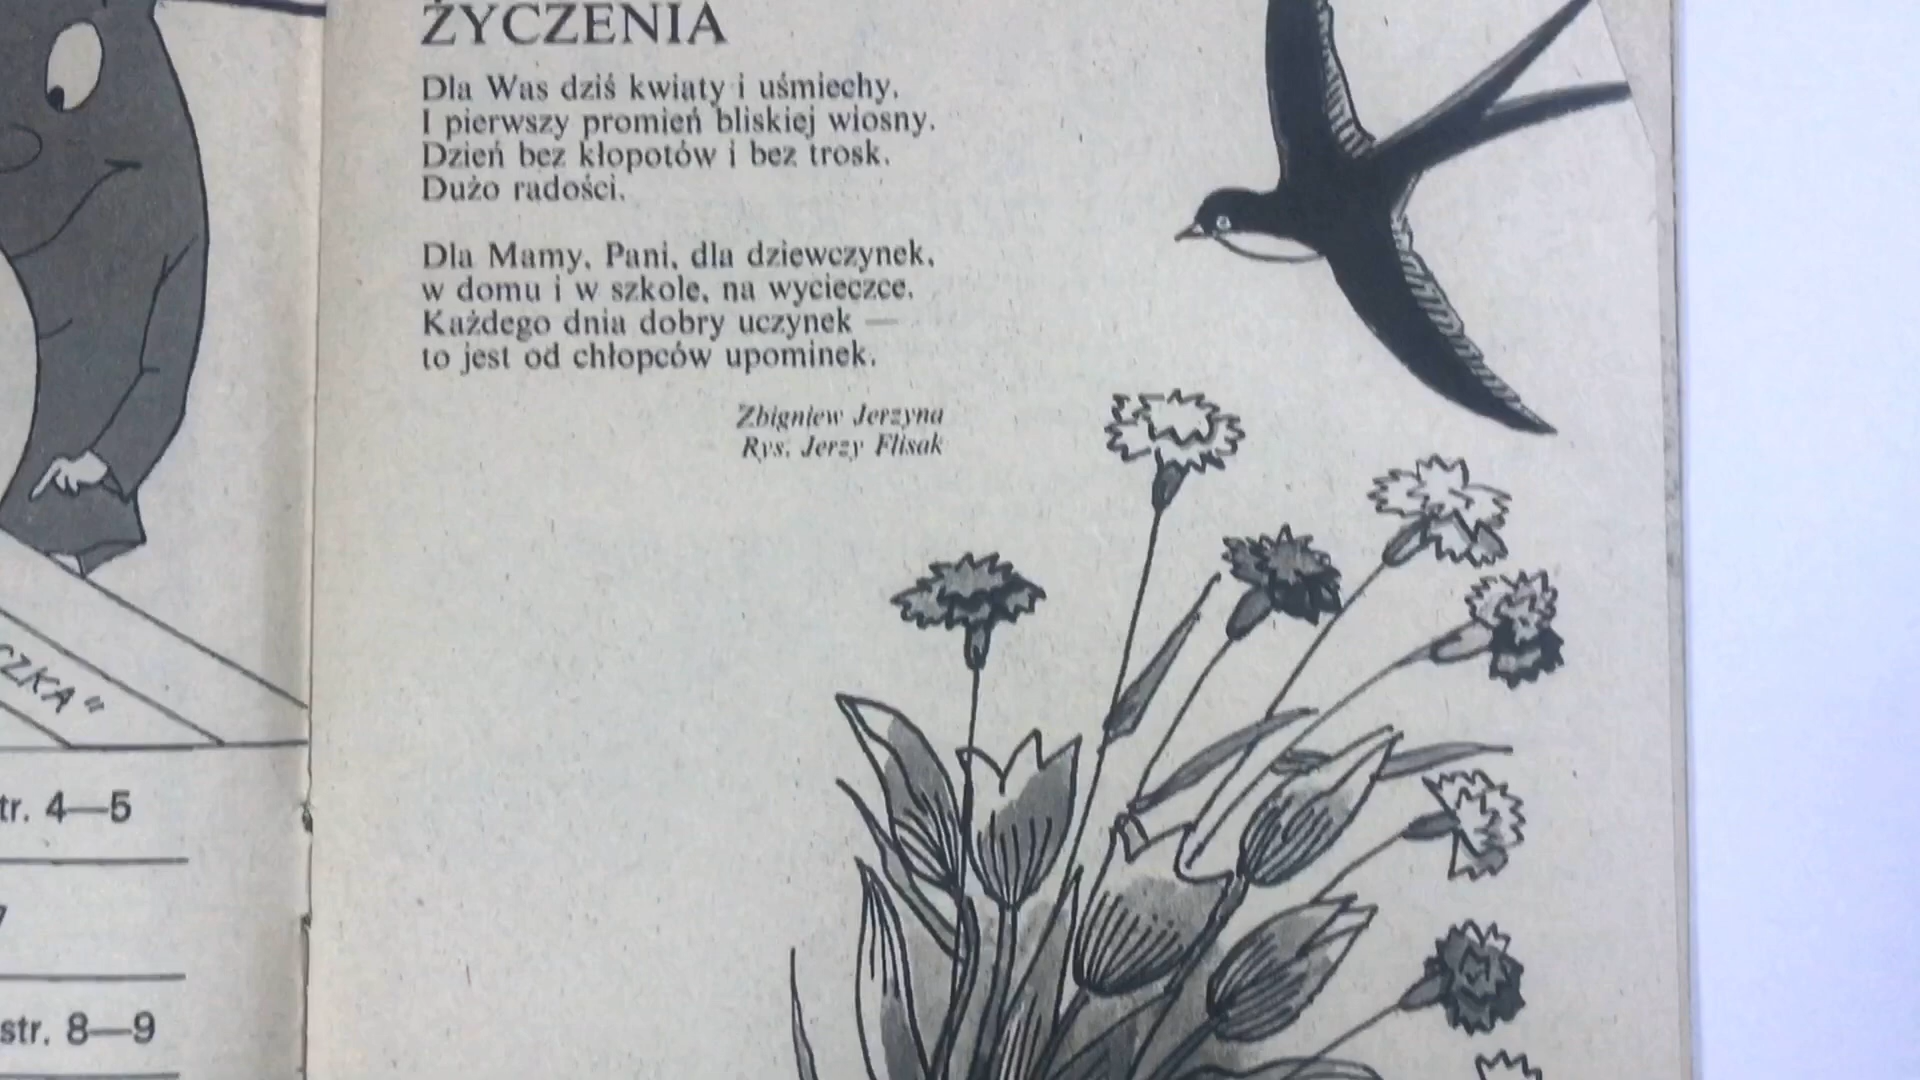 CZKA"
tr. 4—5
str. 8—9
ŻYCZENIA
Dla Was dziś kwiaty i uśmiechy,
I pierwszy promień bliskiej wiosny.
Dzień bez kłopotów i bez trosk.
Dużo radości.
Dla Mamy, Pani, dla dziewczynek,
w domu i w szkole, na wycieczce.
Każdego dnia dobry uczynek —
to jest od chłopców upominek.
Zbigniew Jerzyna
Rys. Jerzy Flisak